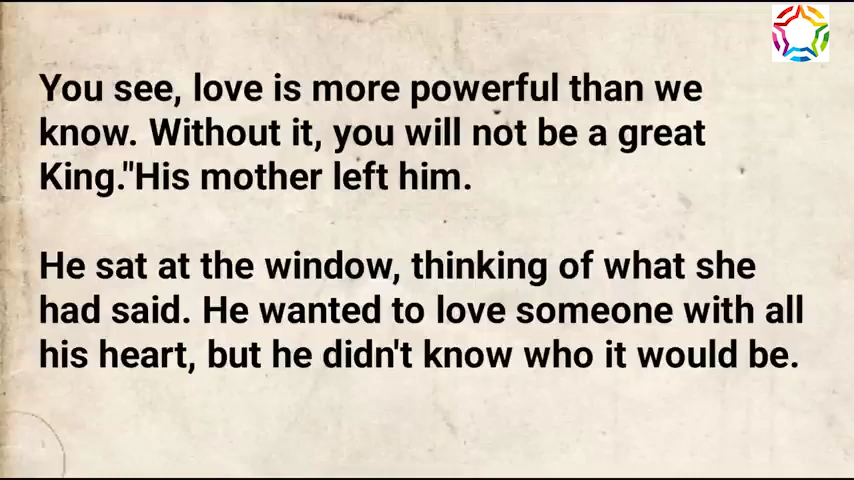 You see, love is more powerful than we
know. Without it, you will not be a great
King."His mother left him.
He sat at the window, thinking of what she
had said. He wanted to love someone with all
his heart, but he didn't know who it would be.